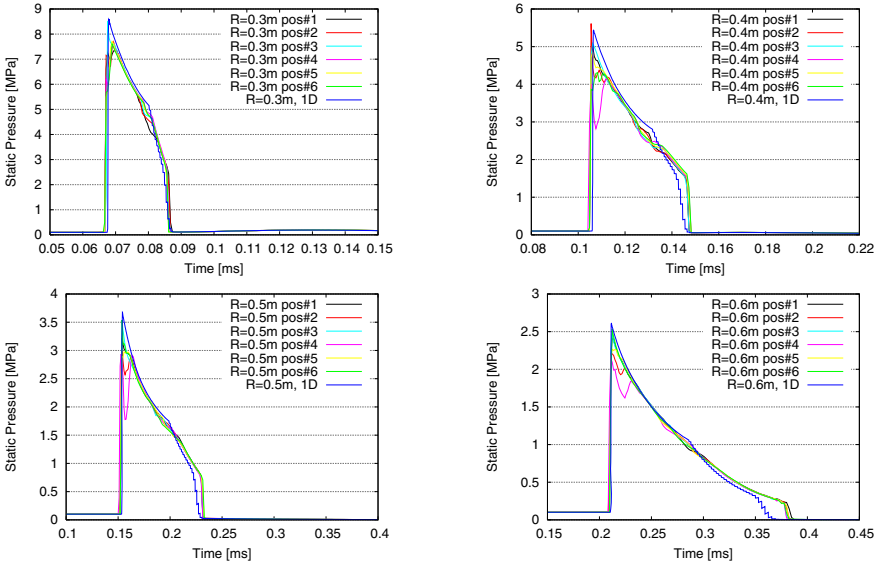 9
8
7
6
5
4
3
2
1
0
Static Pressure [MPa]
R=0.3m pos#1
R=0.3m pos#2
R=0.3m pos#3
R=0.3m pos#4
R=0.3m pos#5
R=0.3m pos#6
R=0.3m, 1D
0.05 0.06 0.07 0.08 0.09 0.1 0.11 0.12 0.13 0.14 0.15
Time [ms]
6
5
4
3
2
1
0
Static Pressure [MPa]
R=0.4m pos#1
R=0.4m pos#2
R=0.4m pos#3
R=0.4m pos#4
R=0.4m pos#5
R=0.4m pos#6
R=0.4m, 1D
0.08 0.1 0.12 0.14 0.16 0.18 0.2 0.22
Time [ms]
4
3.5
3
2.5
2
1.5
1
0.5
0
Static Pressure [MPa]
R=0.5m pos#1
R=0.5m pos#2
R=0.5m pos#3
R=0.5m pos#4
R=0.5m pos#5
R=0.5m pos#6
R=0.5m, 1D
0.1 0.15 0.2 0.25 0.3 0.35 0.4
Time [ms]
3
2.5
2
1.5
1
0.5
0
Static Pressure [MPa]
R=0.6m pos#1
R=0.6m pos#2
R=0.6m pos#3
R=0.6m pos#4
R=0.6m pos#5
R=0.6m pos#6
R=0.6m, 1D
0.15 0.2 0.25 0.3 0.35 0.4 0.45
Time [ms]